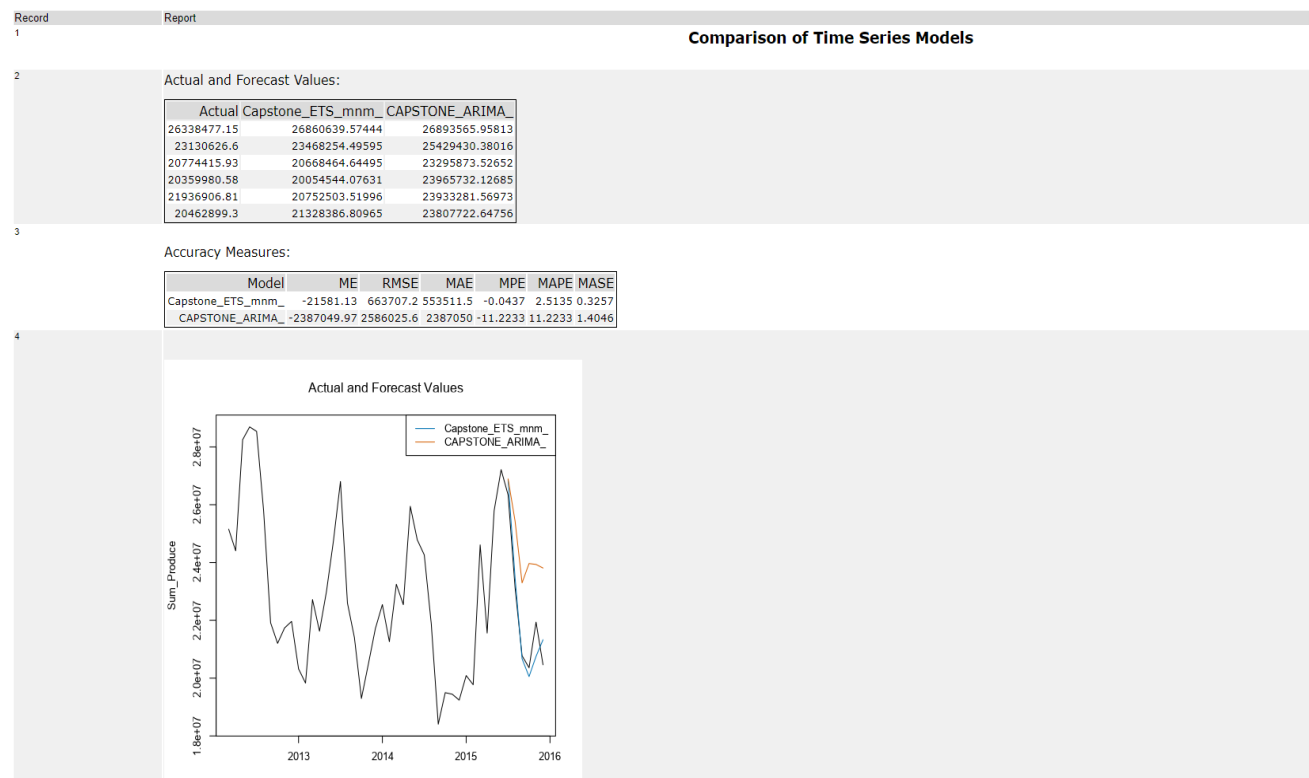 Record Report
1
Comparison of Time Series Models
2
Actual and Forecast Values:
Actual Capstone_ETS_mnm_ CAPSTONE_ARIMA_
26338477.15 26860639.57444 26893565.95813
23130626.6 23468254.49595 25429430.38016
20774415.93 20668464.64495 23295873.52652
20359980.58 20054544.07631 23965732.12685
21936906.81 20752503.51996 23933281.56973
20462899.3 21328386.80965 23807722.64756
3
Accuracy Measures:
Model ME RMSE MAE MPE MAPE MASE
Capstone_ETS_mnm_ -21581.13 663707.2 553511.5 -0.0437 2.5135 0.3257
CAPSTONE_ARIMA_ -2387049.97 2586025.6 2387050 -11.2233 11.2233 1.4046
4
Actual and Forecast Values
Capstone_ETS_mnm_
CAPSTONE_ARIMA_
2.8e+07
2.6e+07
2.4e+07
2.2e+07
2.0e+07
1.8e+07
Sum_Produce
2013 2014 2015 2016